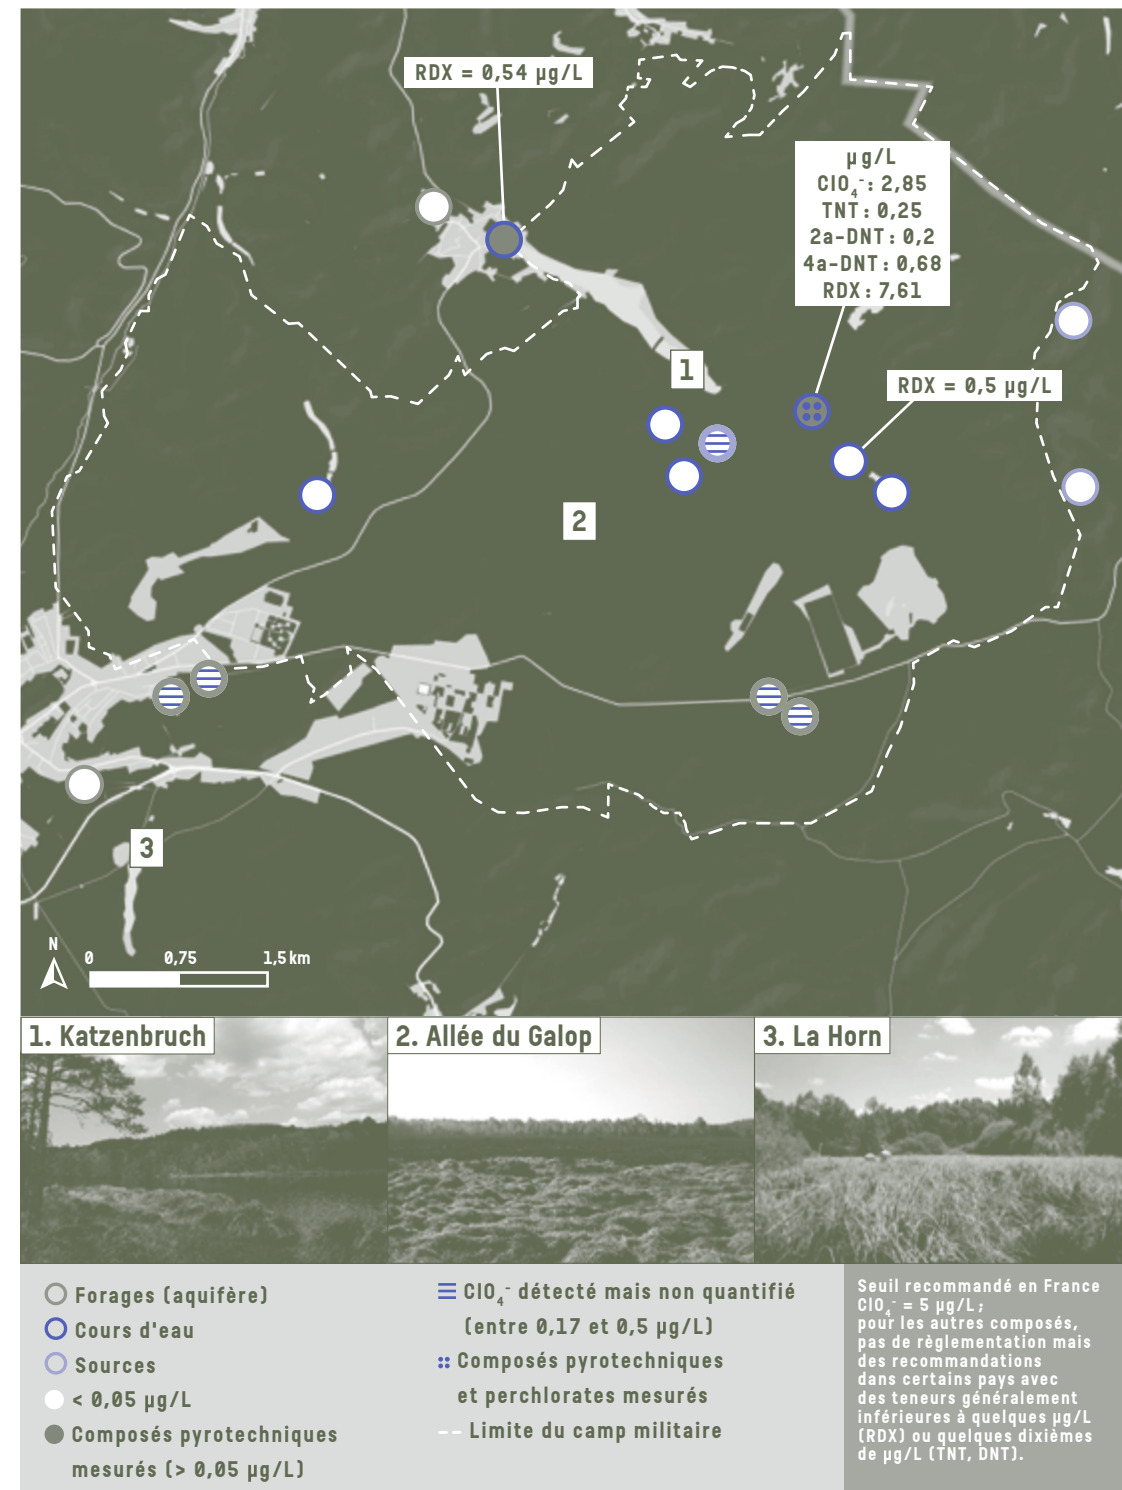 RDX = 0,54 µg/L
µg/L
ClO₄⁻ : 2,85
TNT : 0,25
2a-DNT : 0,2
4a-DNT : 0,68
RDX : 7,61
RDX = 0,5 µg/L
1
2
3
N
0 0,75 1,5 km
1. Katzenbruch
2. Allée du Galop
3. La Horn
Forages (aquifère)
Cours d'eau
Sources
< 0,05 µg/L
Composés pyrotechniques
mesurés (> 0,05 µg/L)
ClO₄⁻ détecté mais non quantifié
(entre 0,17 et 0,5 µg/L)
Composés pyrotechniques
et perchlorates mesurés
Limite du camp militaire
Seuil recommandé en France
ClO₄⁻ = 5 µg/L ;
pour les autres composés,
pas de règlementation mais
des recommandations
dans certains pays avec
des teneurs généralement
inférieures à quelques µg/L
(RDX) ou quelques dixièmes
de µg/L (TNT, DNT).